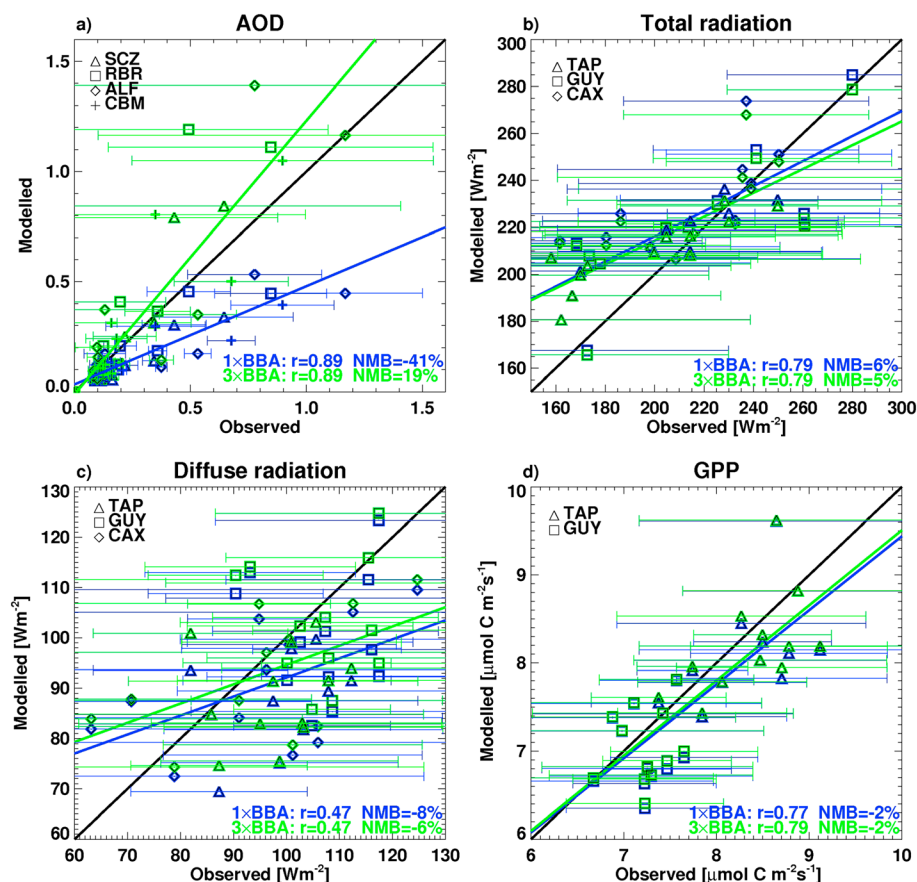 a) AOD
1.6
SCZ
RBR
ALF
CBM
1.0
0.5
0.0
Modelled
1×BBA: r=0.89 NMB=-41%
3×BBA: r=0.89 NMB=19%
0.0 0.5 1.0 1.5
Observed
b) Total radiation
300
TAP
GUY
CAX
280
260
240
220
200
180
160
Modelled [Wm-2]
1×BBA: r=0.79 NMB=6%
3×BBA: r=0.79 NMB=5%
160 180 200 220 240 260 280 300
Observed [Wm-2]
c) Diffuse radiation
130
TAP
GUY
CAX
120
110
100
90
80
70
60
Modelled [Wm-2]
1×BBA: r=0.47 NMB=-8%
3×BBA: r=0.47 NMB=-6%
60 70 80 90 100 110 120 130
Observed [Wm-2]
d) GPP
10
TAP
GUY
9
8
7
6
Modelled [μmol C m-2s-1]
1×BBA: r=0.77 NMB=-2%
3×BBA: r=0.79 NMB=-2%
6 7 8 9 10
Observed [μmol C m-2s-1]